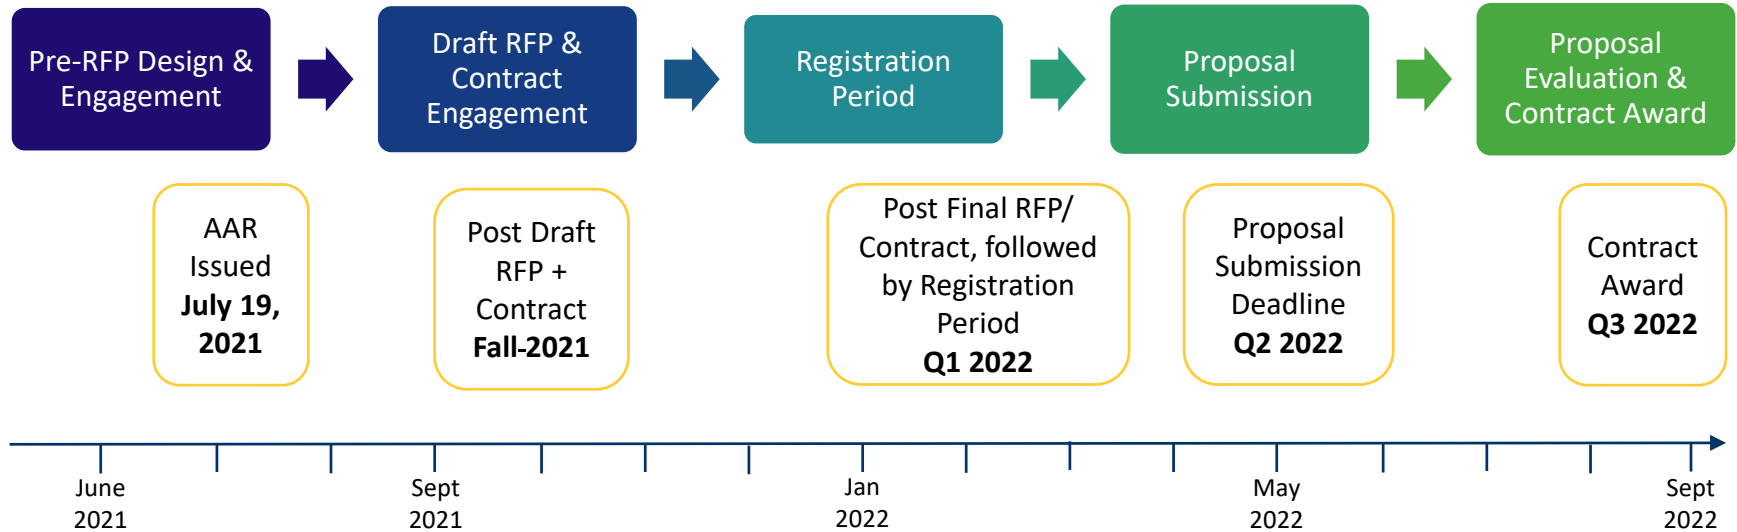 Pre-RFP Design &
Engagement
Draft RFP &
Contract
Engagement
Registration
Period
Proposal
Submission
Proposal
Evaluation &
Contract Award
AAR
Issued
July 19,
2021
Post Draft
RFP +
Contract
Fall-2021
Post Final RFP/
Contract, followed
by Registration
Period
Q1 2022
Proposal
Submission
Deadline
Q2 2022
Contract
Award
Q3 2022
June
2021
Sept
2021
Jan
2022
May
2022
Sept
2022